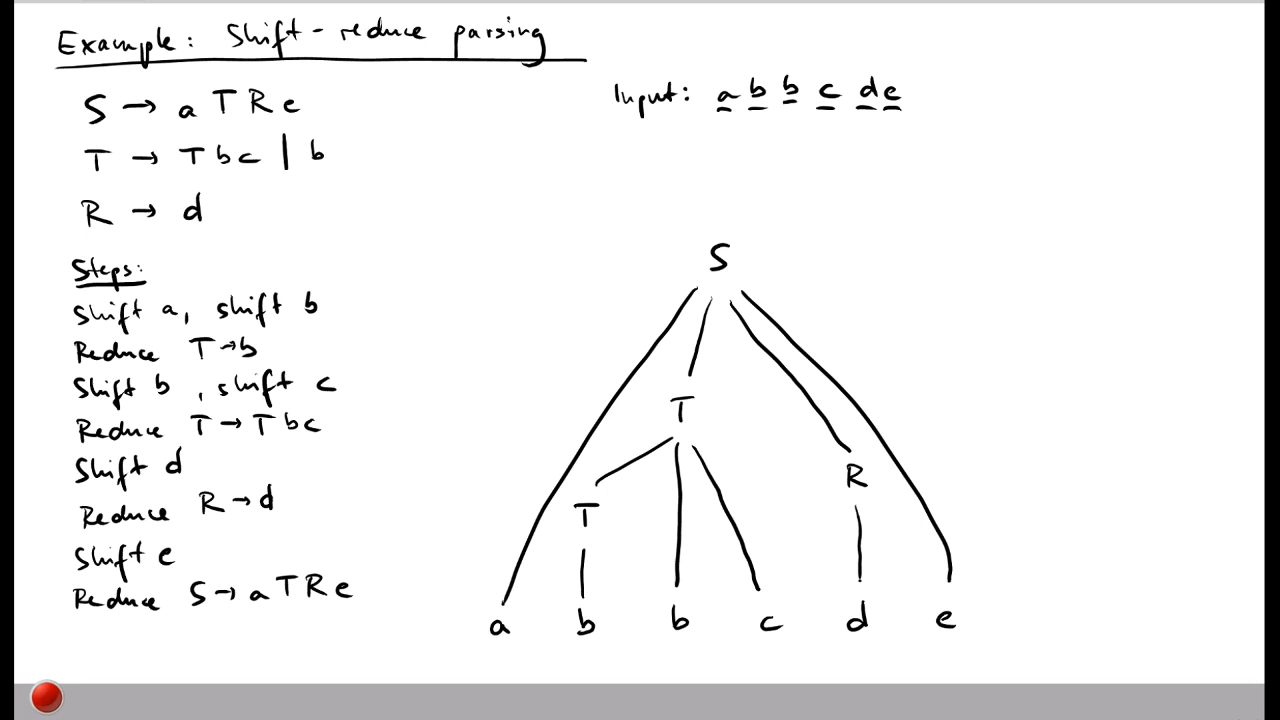 Example: Shift-reduce parsing
S → a T R e
T → T b c | b
R → d
Input: a b b c d e
Steps:
Shift a, shift b
Reduce T→b
Shift b, shift c
Reduce T → T b c
Shift d
Reduce R → d
Shift e
Reduce S → a T R e
S
T
R
T
a b b c d e